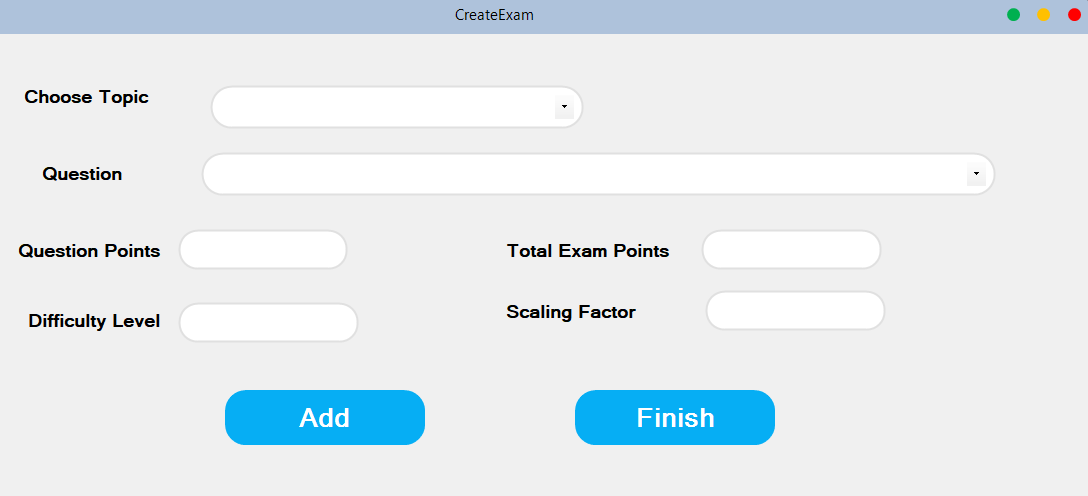 CreateExam
Choose Topic
Question
Question Points
Total Exam Points
Difficulty Level
Scaling Factor
Add
Finish